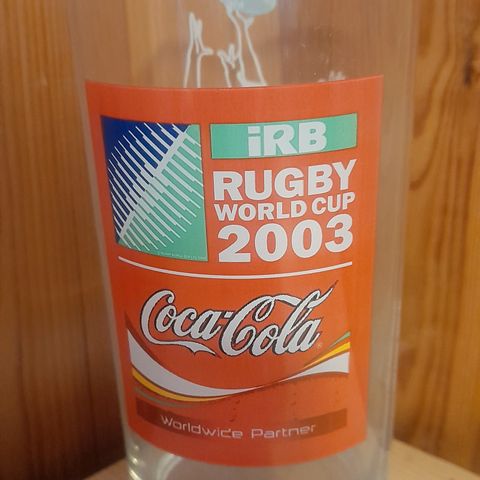 iRB
RUGBY
WORLD CUP
2003
Coca-Cola®
Worldwide Partner